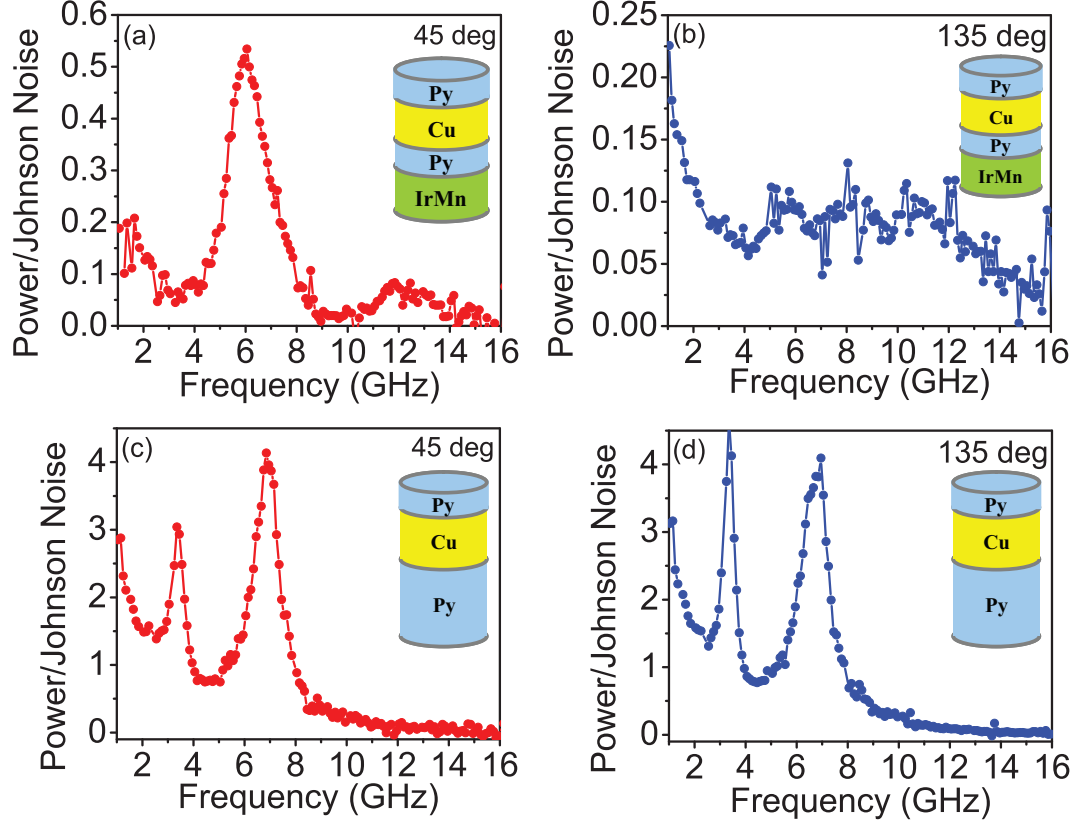 (a) 45 deg
Power/Johnson Noise
0.6
0.5
0.4
0.3
0.2
0.1
0.0
Py
Cu
Py
IrMn
2 4 6 8 10 12 14 16
Frequency (GHz)
(b) 135 deg
Power/Johnson Noise
0.25
0.20
0.15
0.10
0.05
0.00
Py
Cu
Py
IrMn
2 4 6 8 10 12 14 16
Frequency (GHz)
(c) 45 deg
Power/Johnson Noise
4
3
2
1
0
Py
Cu
Py
2 4 6 8 10 12 14 16
Frequency (GHz)
(d) 135 deg
Power/Johnson Noise
4
3
2
1
0
Py
Cu
Py
2 4 6 8 10 12 14 16
Frequency (GHz)